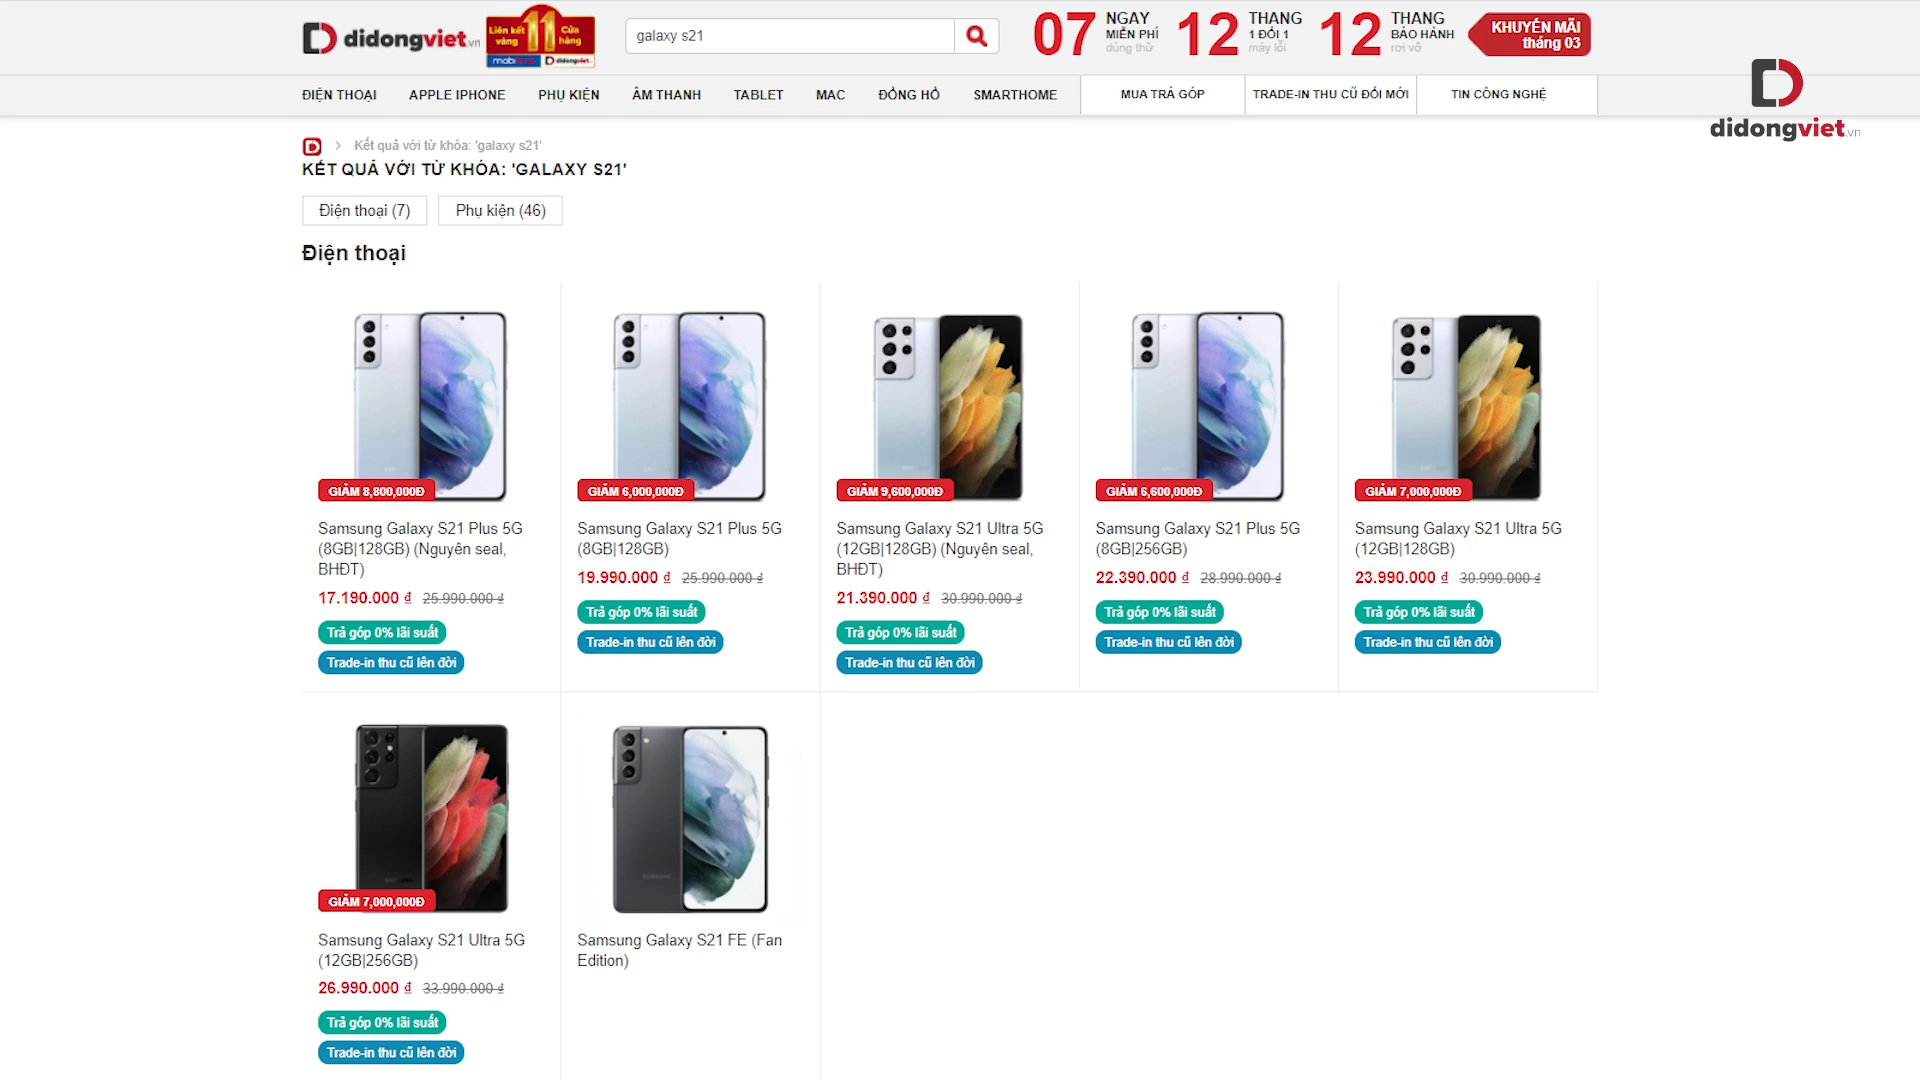 didongviet.vn
Liên kết vàng
11
Cửa hàng
mobifone
didongviet
galaxy s21
07
NGAY
MIỄN PHÍ
dùng thử
12
THANG
1 ĐỔI 1
máy lỗi
12
THANG
BẢO HÀNH
rơi vỡ
KHUYẾN MÃI
tháng 03
ĐIỆN THOẠI
APPLE IPHONE
PHỤ KIỆN
ÂM THANH
TABLET
MAC
ĐỒNG HỒ
SMARTHOME
MUA TRẢ GÓP
TRADE-IN THU CŨ ĐỔI MỚI
TIN CÔNG NGHỆ
didongviet.vn
Kết quả với từ khóa: 'galaxy s21'
KẾT QUẢ VỚI TỪ KHÓA: 'GALAXY S21'
Điện thoại (7)
Phụ kiện (46)
Điện thoại
GIẢM 8,800,000Đ
Samsung Galaxy S21 Plus 5G
(8GB|128GB) (Nguyên seal,
BHĐT)
17.190.000 ₫ 25.990.000 ₫
Trả góp 0% lãi suất
Trade-in thu cũ lên đời
GIẢM 6,000,000Đ
Samsung Galaxy S21 Plus 5G
(8GB|128GB)
19.990.000 ₫ 25.990.000 ₫
Trả góp 0% lãi suất
Trade-in thu cũ lên đời
GIẢM 9,600,000Đ
Samsung Galaxy S21 Ultra 5G
(12GB|128GB) (Nguyên seal,
BHĐT)
21.390.000 ₫ 30.990.000 ₫
Trả góp 0% lãi suất
Trade-in thu cũ lên đời
GIẢM 6,600,000Đ
Samsung Galaxy S21 Plus 5G
(8GB|256GB)
22.390.000 ₫ 28.990.000 ₫
Trả góp 0% lãi suất
Trade-in thu cũ lên đời
GIẢM 7,000,000Đ
Samsung Galaxy S21 Ultra 5G
(12GB|128GB)
23.990.000 ₫ 30.990.000 ₫
Trả góp 0% lãi suất
Trade-in thu cũ lên đời
GIẢM 7,000,000Đ
Samsung Galaxy S21 Ultra 5G
(12GB|256GB)
26.990.000 ₫ 33.990.000 ₫
Trả góp 0% lãi suất
Trade-in thu cũ lên đời
SAMSUNG
Samsung Galaxy S21 FE (Fan
Edition)